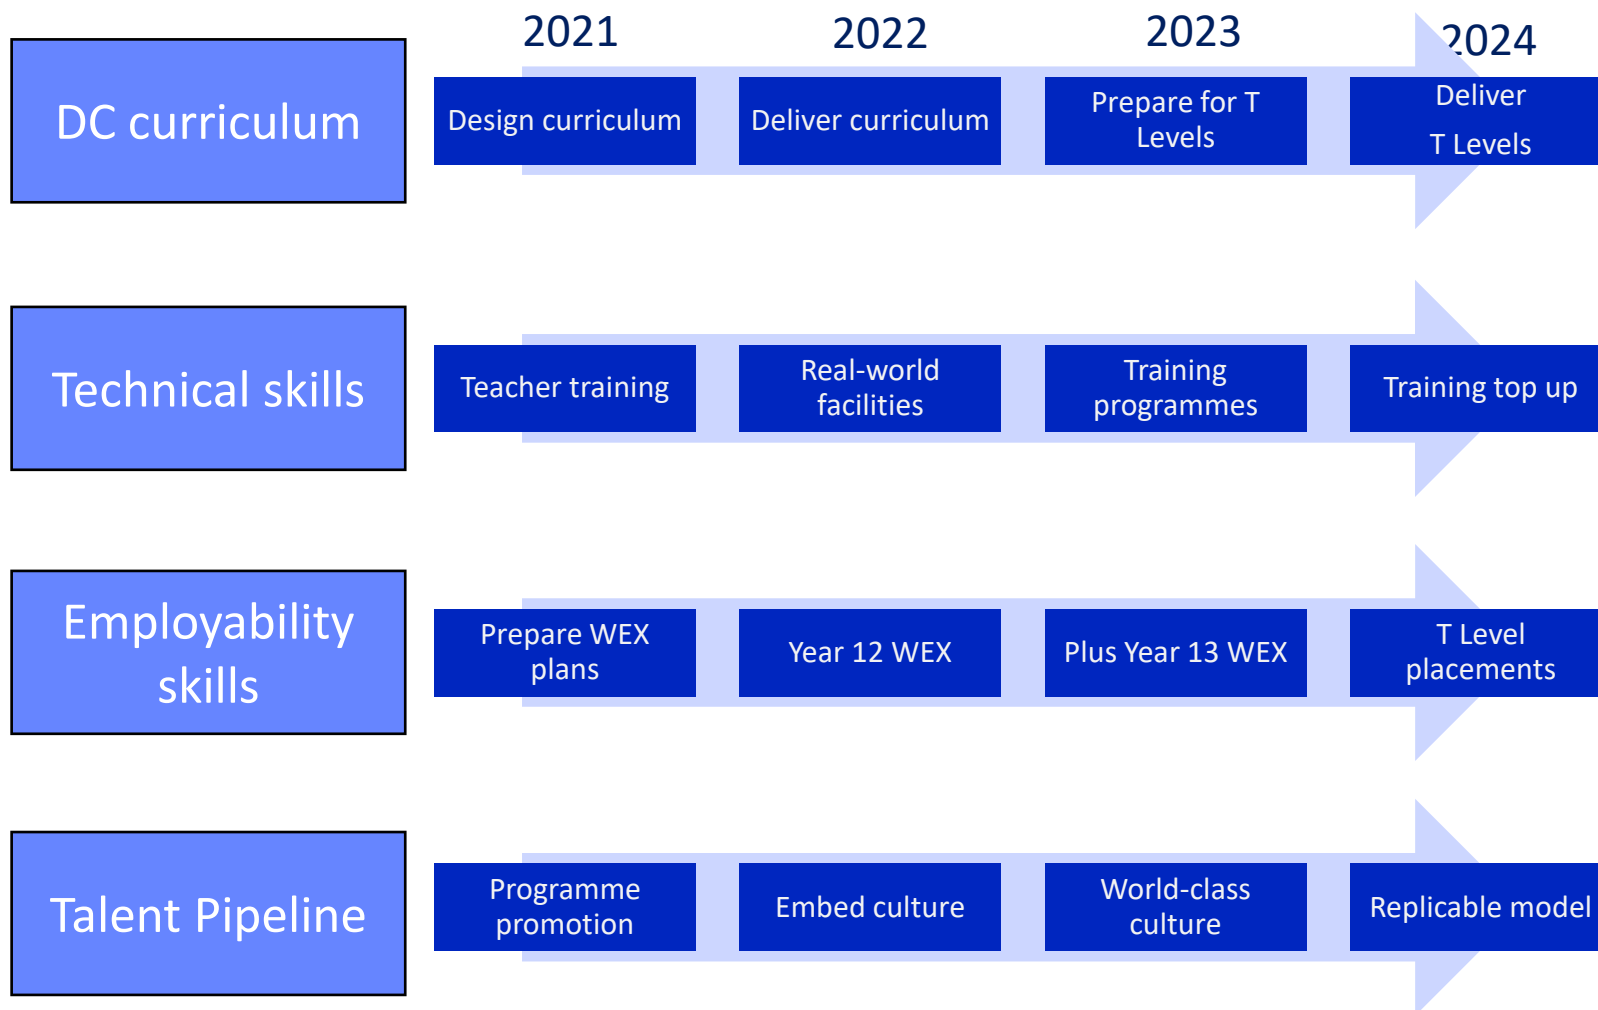 2021
2022
2023
2024
DC curriculum
Design curriculum
Deliver curriculum
Prepare for T
Levels
Deliver
T Levels
Technical skills
Teacher training
Real-world
facilities
Training
programmes
Training top up
Employability
skills
Prepare WEX
plans
Year 12 WEX
Plus Year 13 WEX
T Level
placements
Talent Pipeline
Programme
promotion
Embed culture
World-class
culture
Replicable model